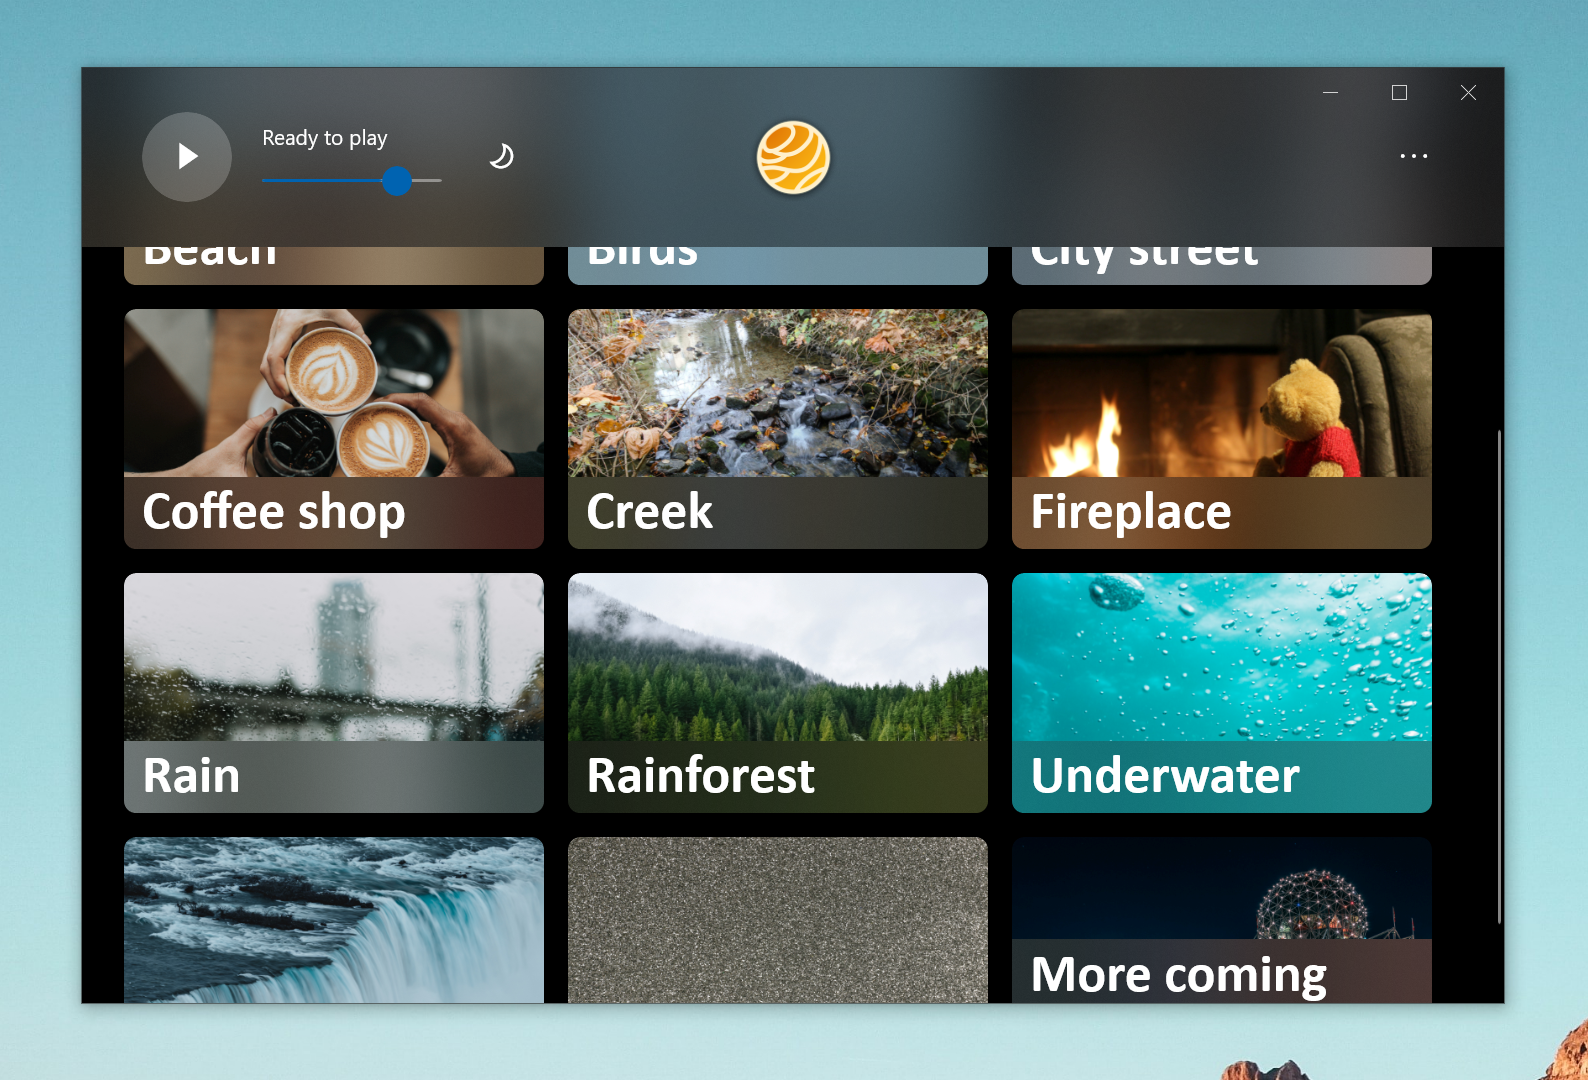 Ready to play
Beach
Birds
City street
Coffee shop
Creek
Fireplace
Rain
Rainforest
Underwater
More coming